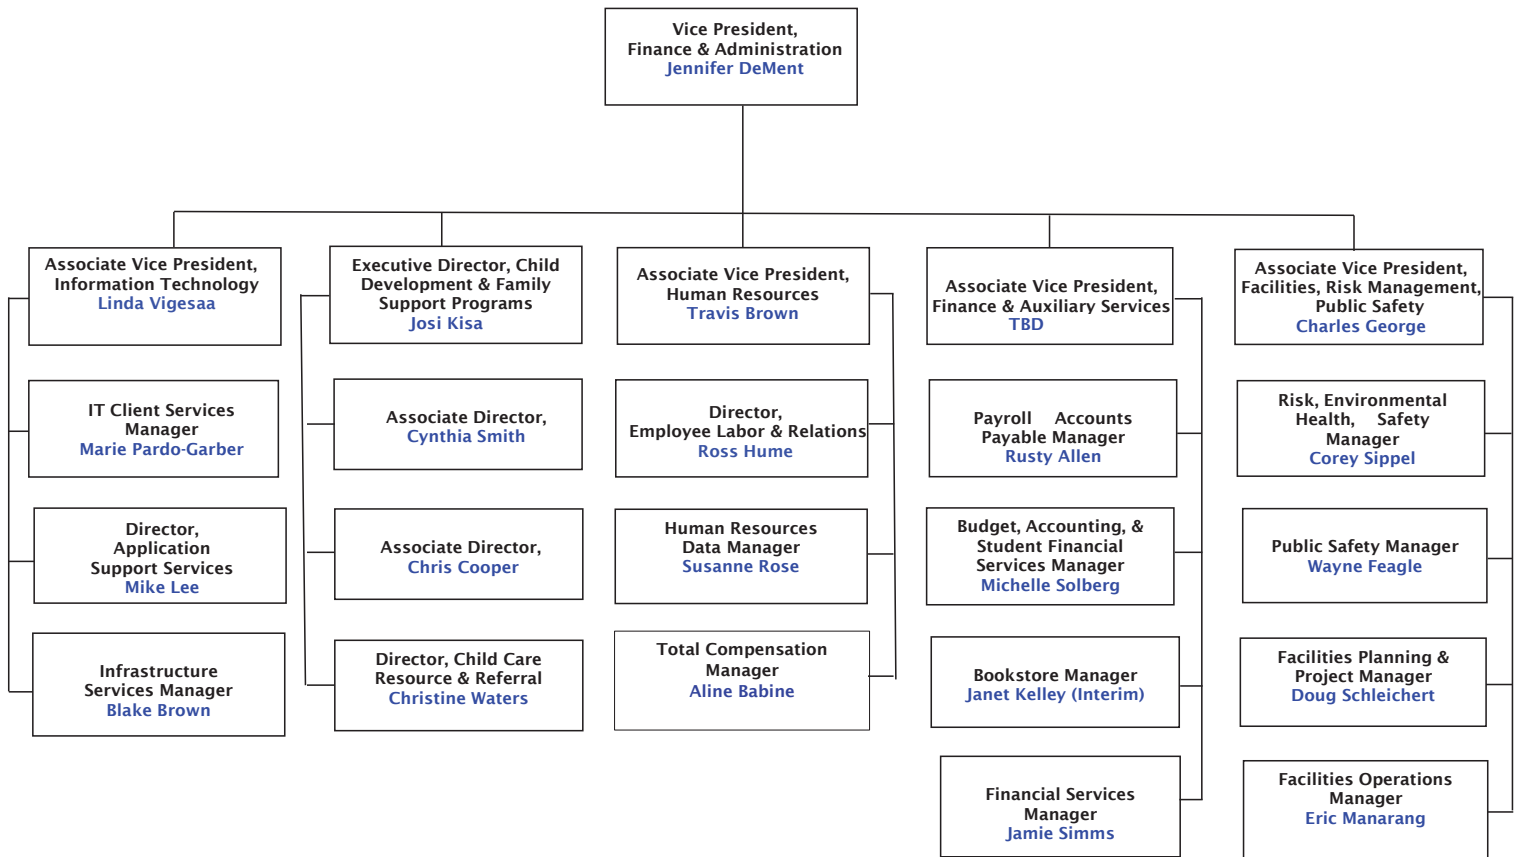 Vice President,
Finance & Administration
Jennifer DeMent
Associate Vice President,
Information Technology
Linda Vigesaa
Executive Director, Child
Development & Family
Support Programs
Josi Kisa
Associate Vice President,
Human Resources
Travis Brown
Associate Vice President,
Finance & Auxiliary Services
TBD
Associate Vice President,
Facilities, Risk Management,
Public Safety
Charles George
IT Client Services
Manager
Marie Pardo-Garber
Associate Director,
Cynthia Smith
Director,
Employee Labor & Relations
Ross Hume
Payroll Accounts
Payable Manager
Rusty Allen
Risk, Environmental
Health, Safety
Manager
Corey Sippel
Director,
Application
Support Services
Mike Lee
Associate Director,
Chris Cooper
Human Resources
Data Manager
Susanne Rose
Budget, Accounting, &
Student Financial
Services Manager
Michelle Solberg
Public Safety Manager
Wayne Feagle
Infrastructure
Services Manager
Blake Brown
Director, Child Care
Resource & Referral
Christine Waters
Total Compensation
Manager
Aline Babine
Bookstore Manager
Janet Kelley (Interim)
Facilities Planning &
Project Manager
Doug Schleichert
Financial Services
Manager
Jamie Simms
Facilities Operations
Manager
Eric Manarang